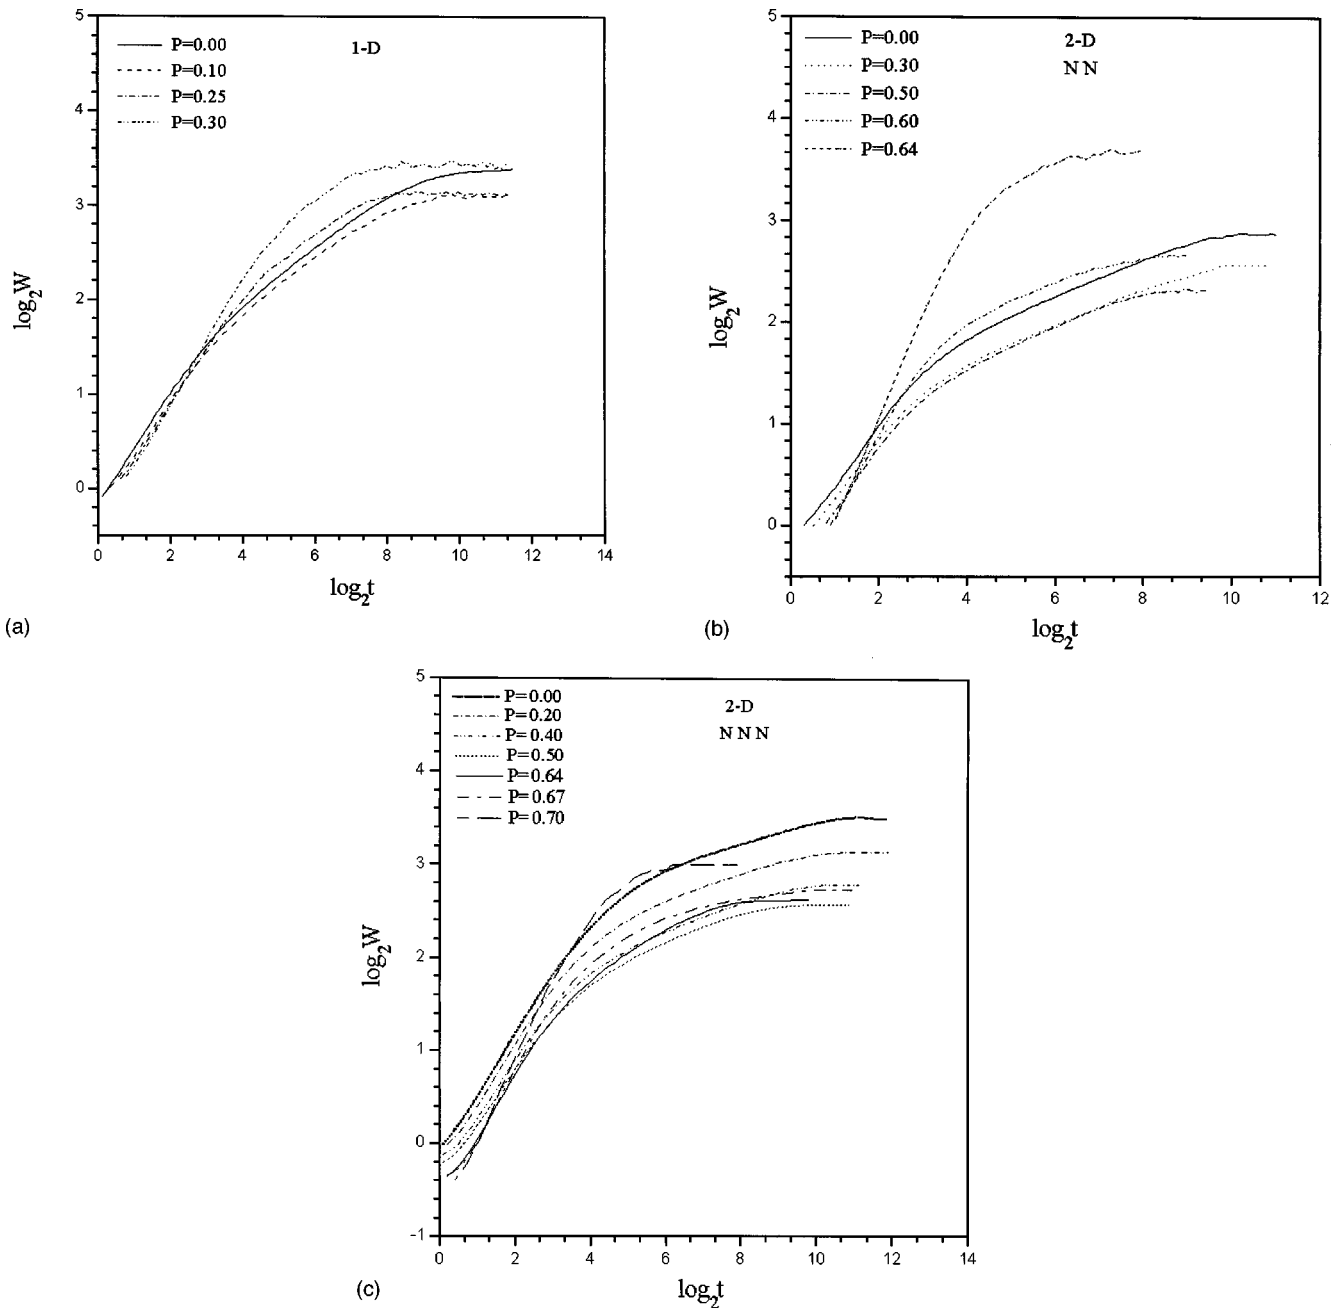 5
4
3
2
1
0
0
2
4
6
8
10
12
14
log₂W
log₂t
P=0.00
P=0.10
P=0.25
P=0.30
1-D
(a)
5
4
3
2
1
0
0
2
4
6
8
10
12
log₂W
log₂t
P=0.00
P=0.30
P=0.50
P=0.60
P=0.64
2-D
N N
(b)
5
4
3
2
1
0
-1
0
2
4
6
8
10
12
14
log₂W
log₂t
P=0.00
P=0.20
P=0.40
P=0.50
P=0.64
P=0.67
P=0.70
2-D
N N N
(c)